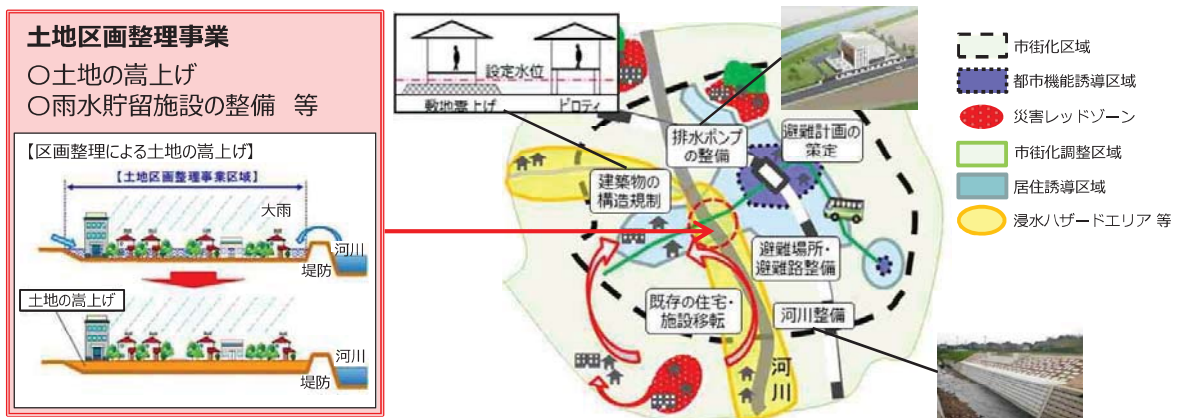 土地区画整理事業
〇土地の嵩上げ
〇雨水貯留施設の整備 等
【区画整理による土地の嵩上げ】
【土地区画整理事業区域】
大雨
河川
堤防
土地の嵩上げ
河川
堤防
設定水位
敷地嵩上げ
ピロティ
排水ポンプ
の整備
避難計画の
策定
建築物の
構造規制
避難場所・
避難路整備
既存の住宅・
施設移転
河川整備
河川
市街化区域
都市機能誘導区域
災害レッドゾーン
市街化調整区域
居住誘導区域
浸水ハザードエリア 等